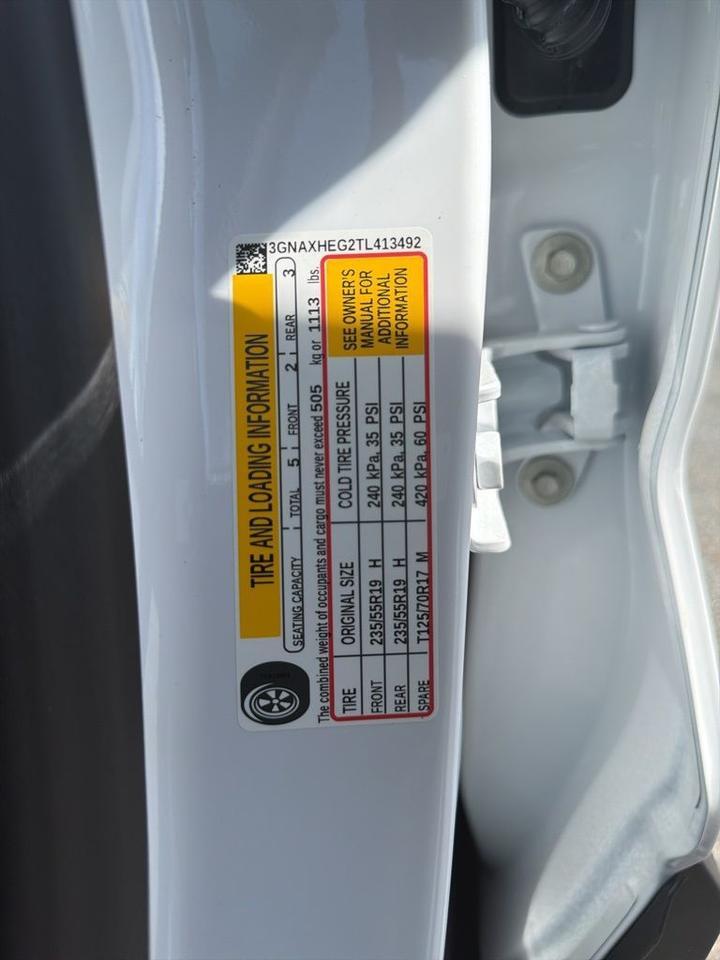 3GNAXHEG2TL413492
TIRE AND LOADING INFORMATION
SEATING CAPACITY TOTAL 5 FRONT 2 REAR 3
The combined weight of occupants and cargo must never exceed 505 kg or 1113 lbs.
TIRE ORIGINAL SIZE COLD TIRE PRESSURE
FRONT 235/55R19 H 240 kPa, 35 PSI
REAR 235/55R19 H 240 kPa, 35 PSI
SPARE T125/70R17 M 420 kPa, 60 PSI
SEE OWNER'S
MANUAL FOR
ADDITIONAL
INFORMATION